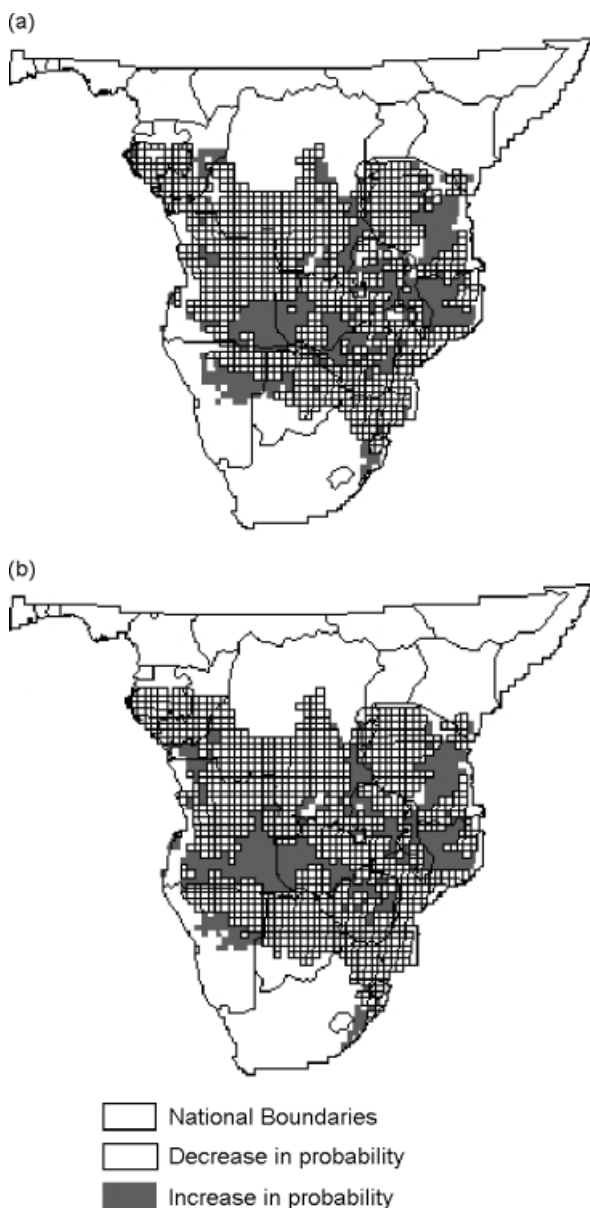 (a)
(b)
National Boundaries
Decrease in probability
Increase in probability